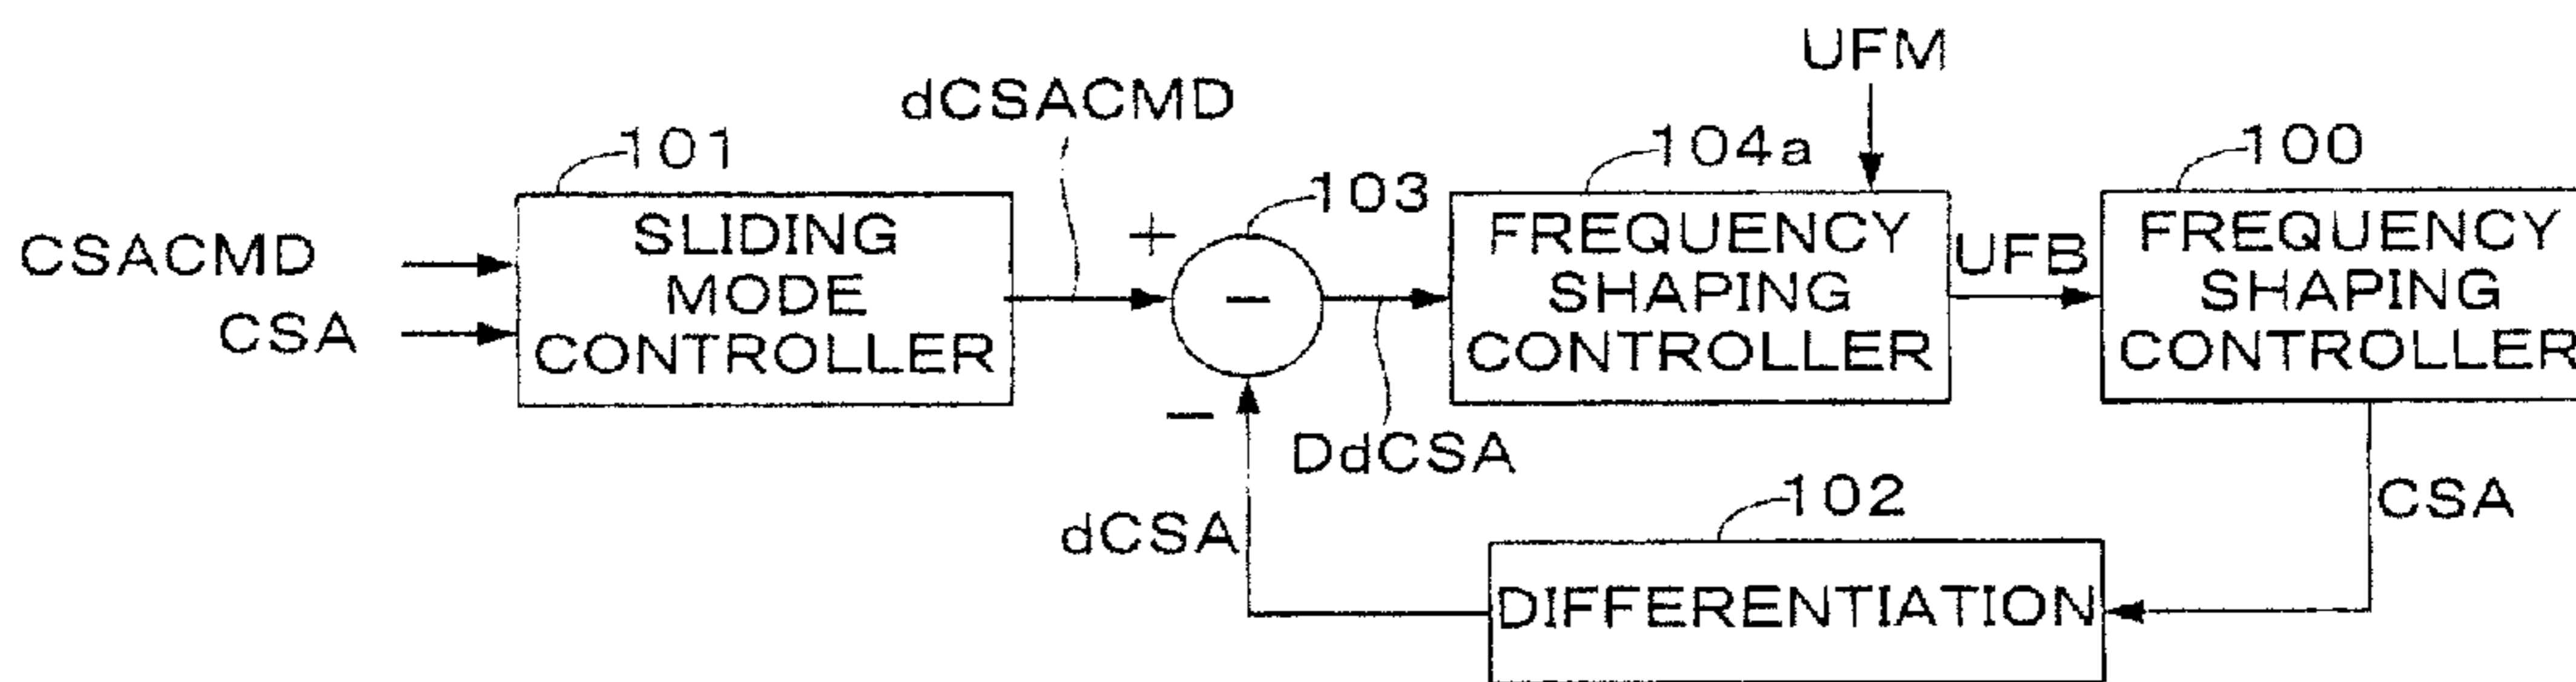 UFM
dCSACMD
101
104a
100
103
SLIDING
MODE
CONTROLLER
CSACMD
CSA
+
−
FREQUENCY
SHAPING
CONTROLLER
UFB
FREQUENCY
SHAPING
CONTROLLER
−
DdCSA
dCSA
102
CSA
DIFFERENTIATION